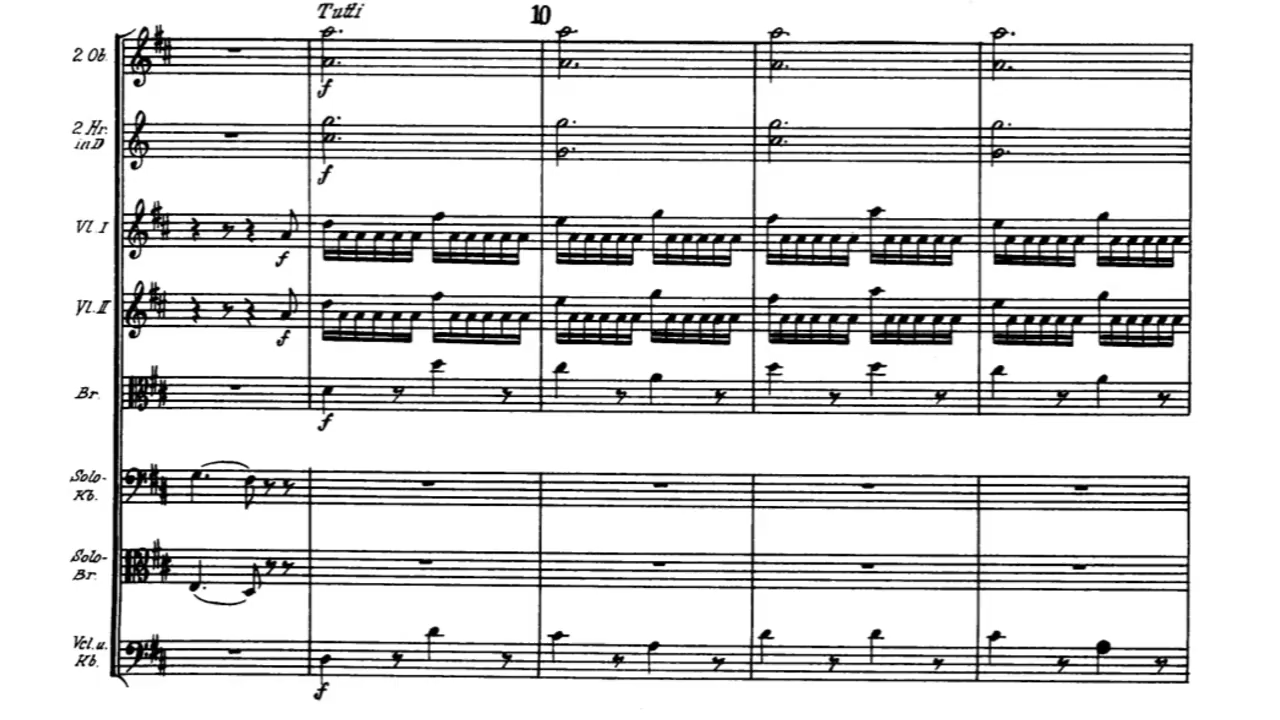 Tutti 10
2 Ob.
f
2 Hr.
in D
f
Vl. I
f
Vl. II
f
Br.
f
Solo-
Kb.
Solo-
Br.
Vcl. u.
Kb.
f